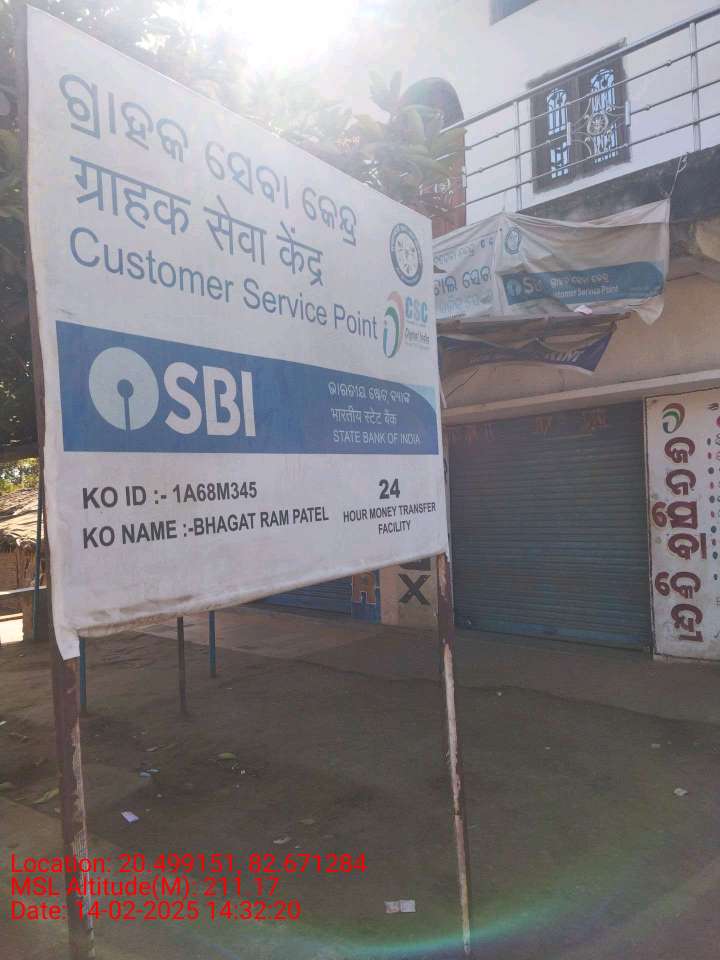 ଗ୍ରାହକ ସେବା କେନ୍ଦ୍ର
ग्राहक सेवा केंद्र
Customer Service Point
CSC
SBI
ଭାରତୀୟ ଷ୍ଟେଟ୍ ବ୍ୟାଙ୍କ
भारतीय स्टेट बैंक
STATE BANK OF INDIA
KO ID :- 1A68M345
KO NAME :-BHAGAT RAM PATEL
24
HOUR MONEY TRANSFER
FACILITY
ଗ୍ରାହକ ସେବା କେନ୍ଦ୍ର
Customer Service Point
ଜନସେବା କେନ୍ଦ୍ର
Location: 20.499151, 82.671284
MSL Altitude(M): 211.17
Date: 14-02-2025 14:32:20